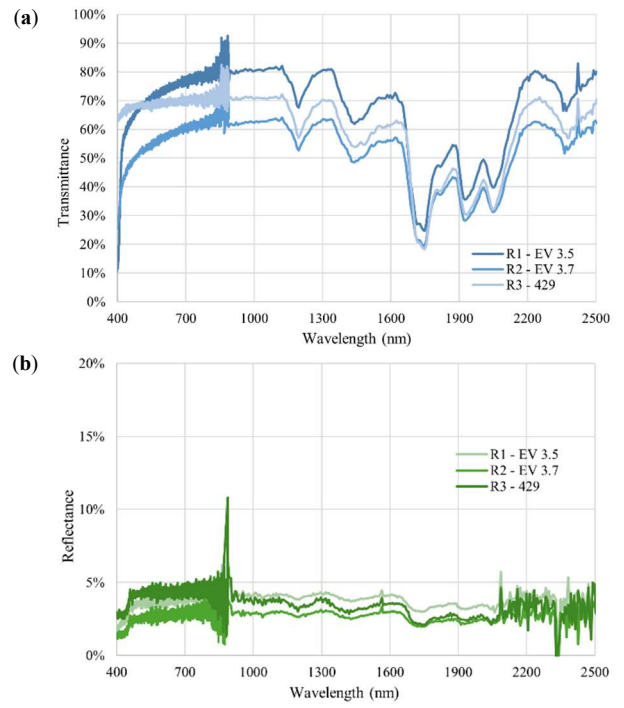 (a)
100%
90%
80%
70%
60%
50%
40%
30%
20%
10%
0%
Transmittance
R1 - EV 3.5
R2 - EV 3.7
R3 - 429
400 700 1000 1300 1600 1900 2200 2500
Wavelength (nm)
(b)
20%
15%
10%
5%
0%
Reflectance
R1 - EV 3.5
R2 - EV 3.7
R3 - 429
400 700 1000 1300 1600 1900 2200 2500
Wavelength (nm)